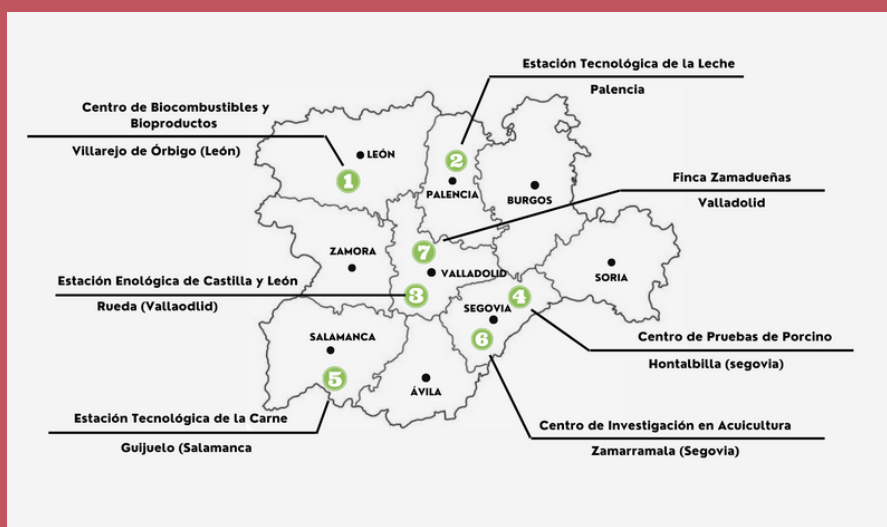 Estación Tecnológica de la Leche
Palencia
Centro de Biocombustibles y
Bioproductos
Villarejo de Órbigo (León)
LEÓN
1
2
PALENCIA
BURGOS
Finca Zamadueñas
Valladolid
ZAMORA
7
VALLADOLID
SORIA
Estación Enológica de Castilla y León
Rueda (Vallaodlid)
3
4
SEGOVIA
6
SALAMANCA
5
ÁVILA
Centro de Pruebas de Porcino
Hontalbilla (segovia)
Estación Tecnológica de la Carne
Guijuelo (Salamanca
Centro de Investigación en Acuicultura
Zamarramala (Segovia)